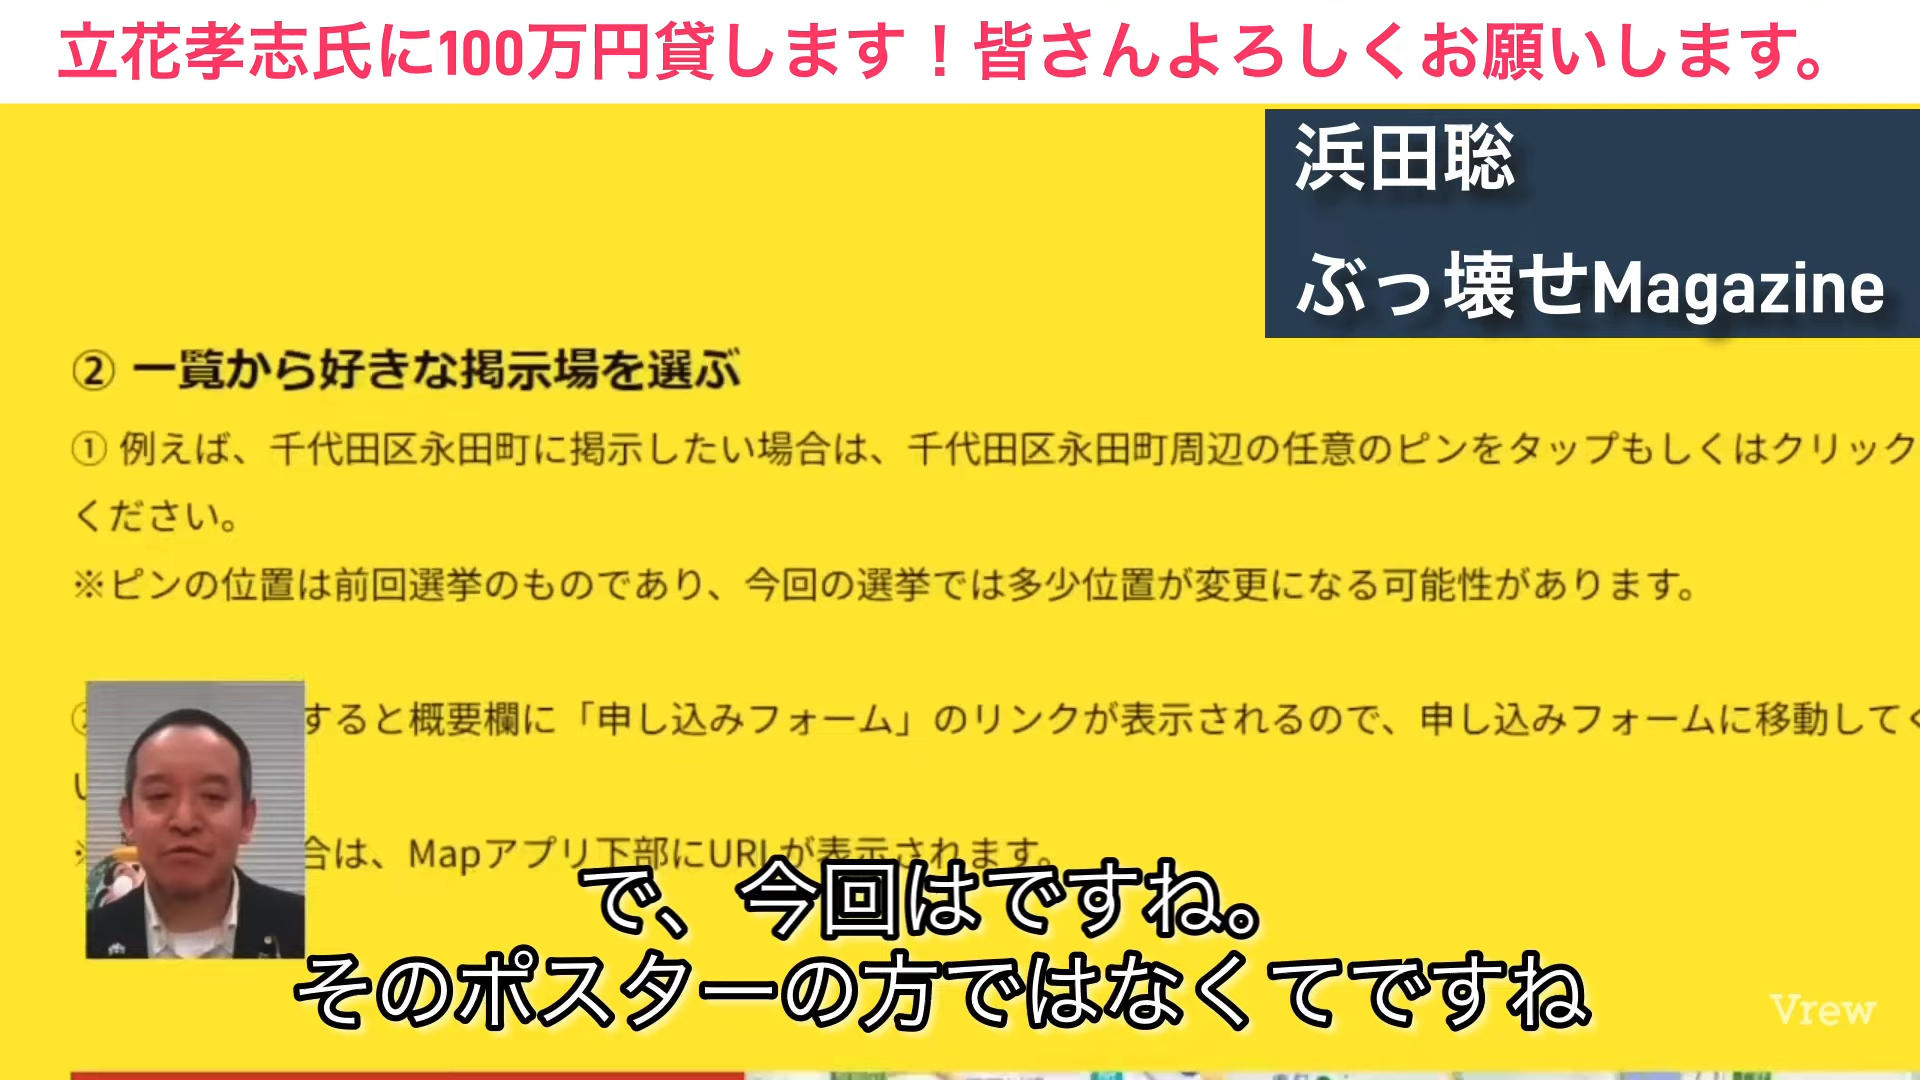 立花孝志氏に100万円貸します！皆さんよろしくお願いします。
浜田聡
ぶっ壊せMagazine
② 一覧から好きな掲示場を選ぶ
① 例えば、千代田区永田町に掲示したい場合は、千代田区永田町周辺の任意のピンをタップもしくはクリック
ください。
※ピンの位置は前回選挙のものであり、今回の選挙では多少位置が変更になる可能性があります。
すると概要欄に「申し込みフォーム」のリンクが表示されるので、申し込みフォームに移動してく
い
合は、Mapアプリ下部にURLが表示されます。
で、今回はですね。
そのポスターの方ではなくてですね
Vrew